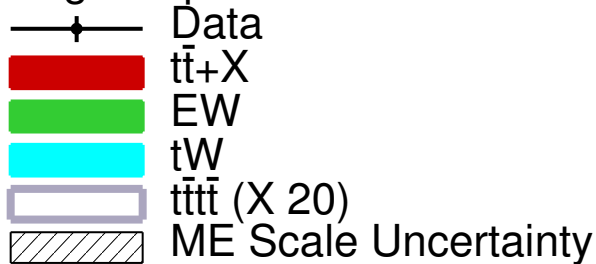 Data
tt̄+X
EW
tW
tt̄tt̄ (X 20)
ME Scale Uncertainty